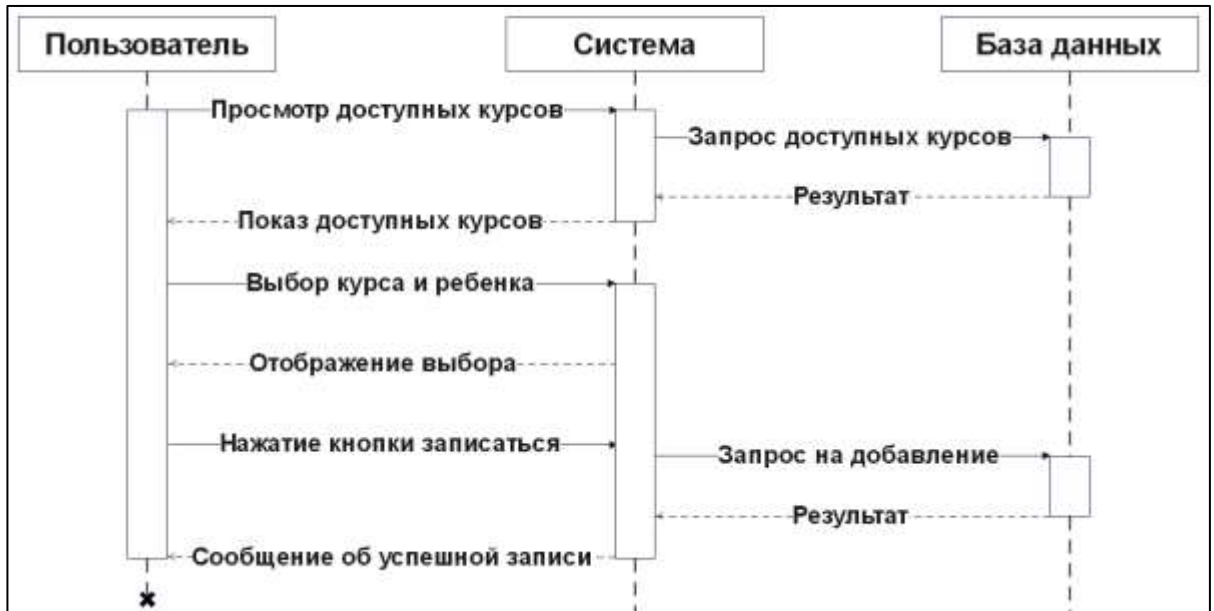 Пользователь
Система
База данных
Просмотр доступных курсов
Запрос доступных курсов
Результат
Показ доступных курсов
Выбор курса и ребенка
Отображение выбора
Нажатие кнопки записаться
Запрос на добавление
Результат
Сообщение об успешной записи